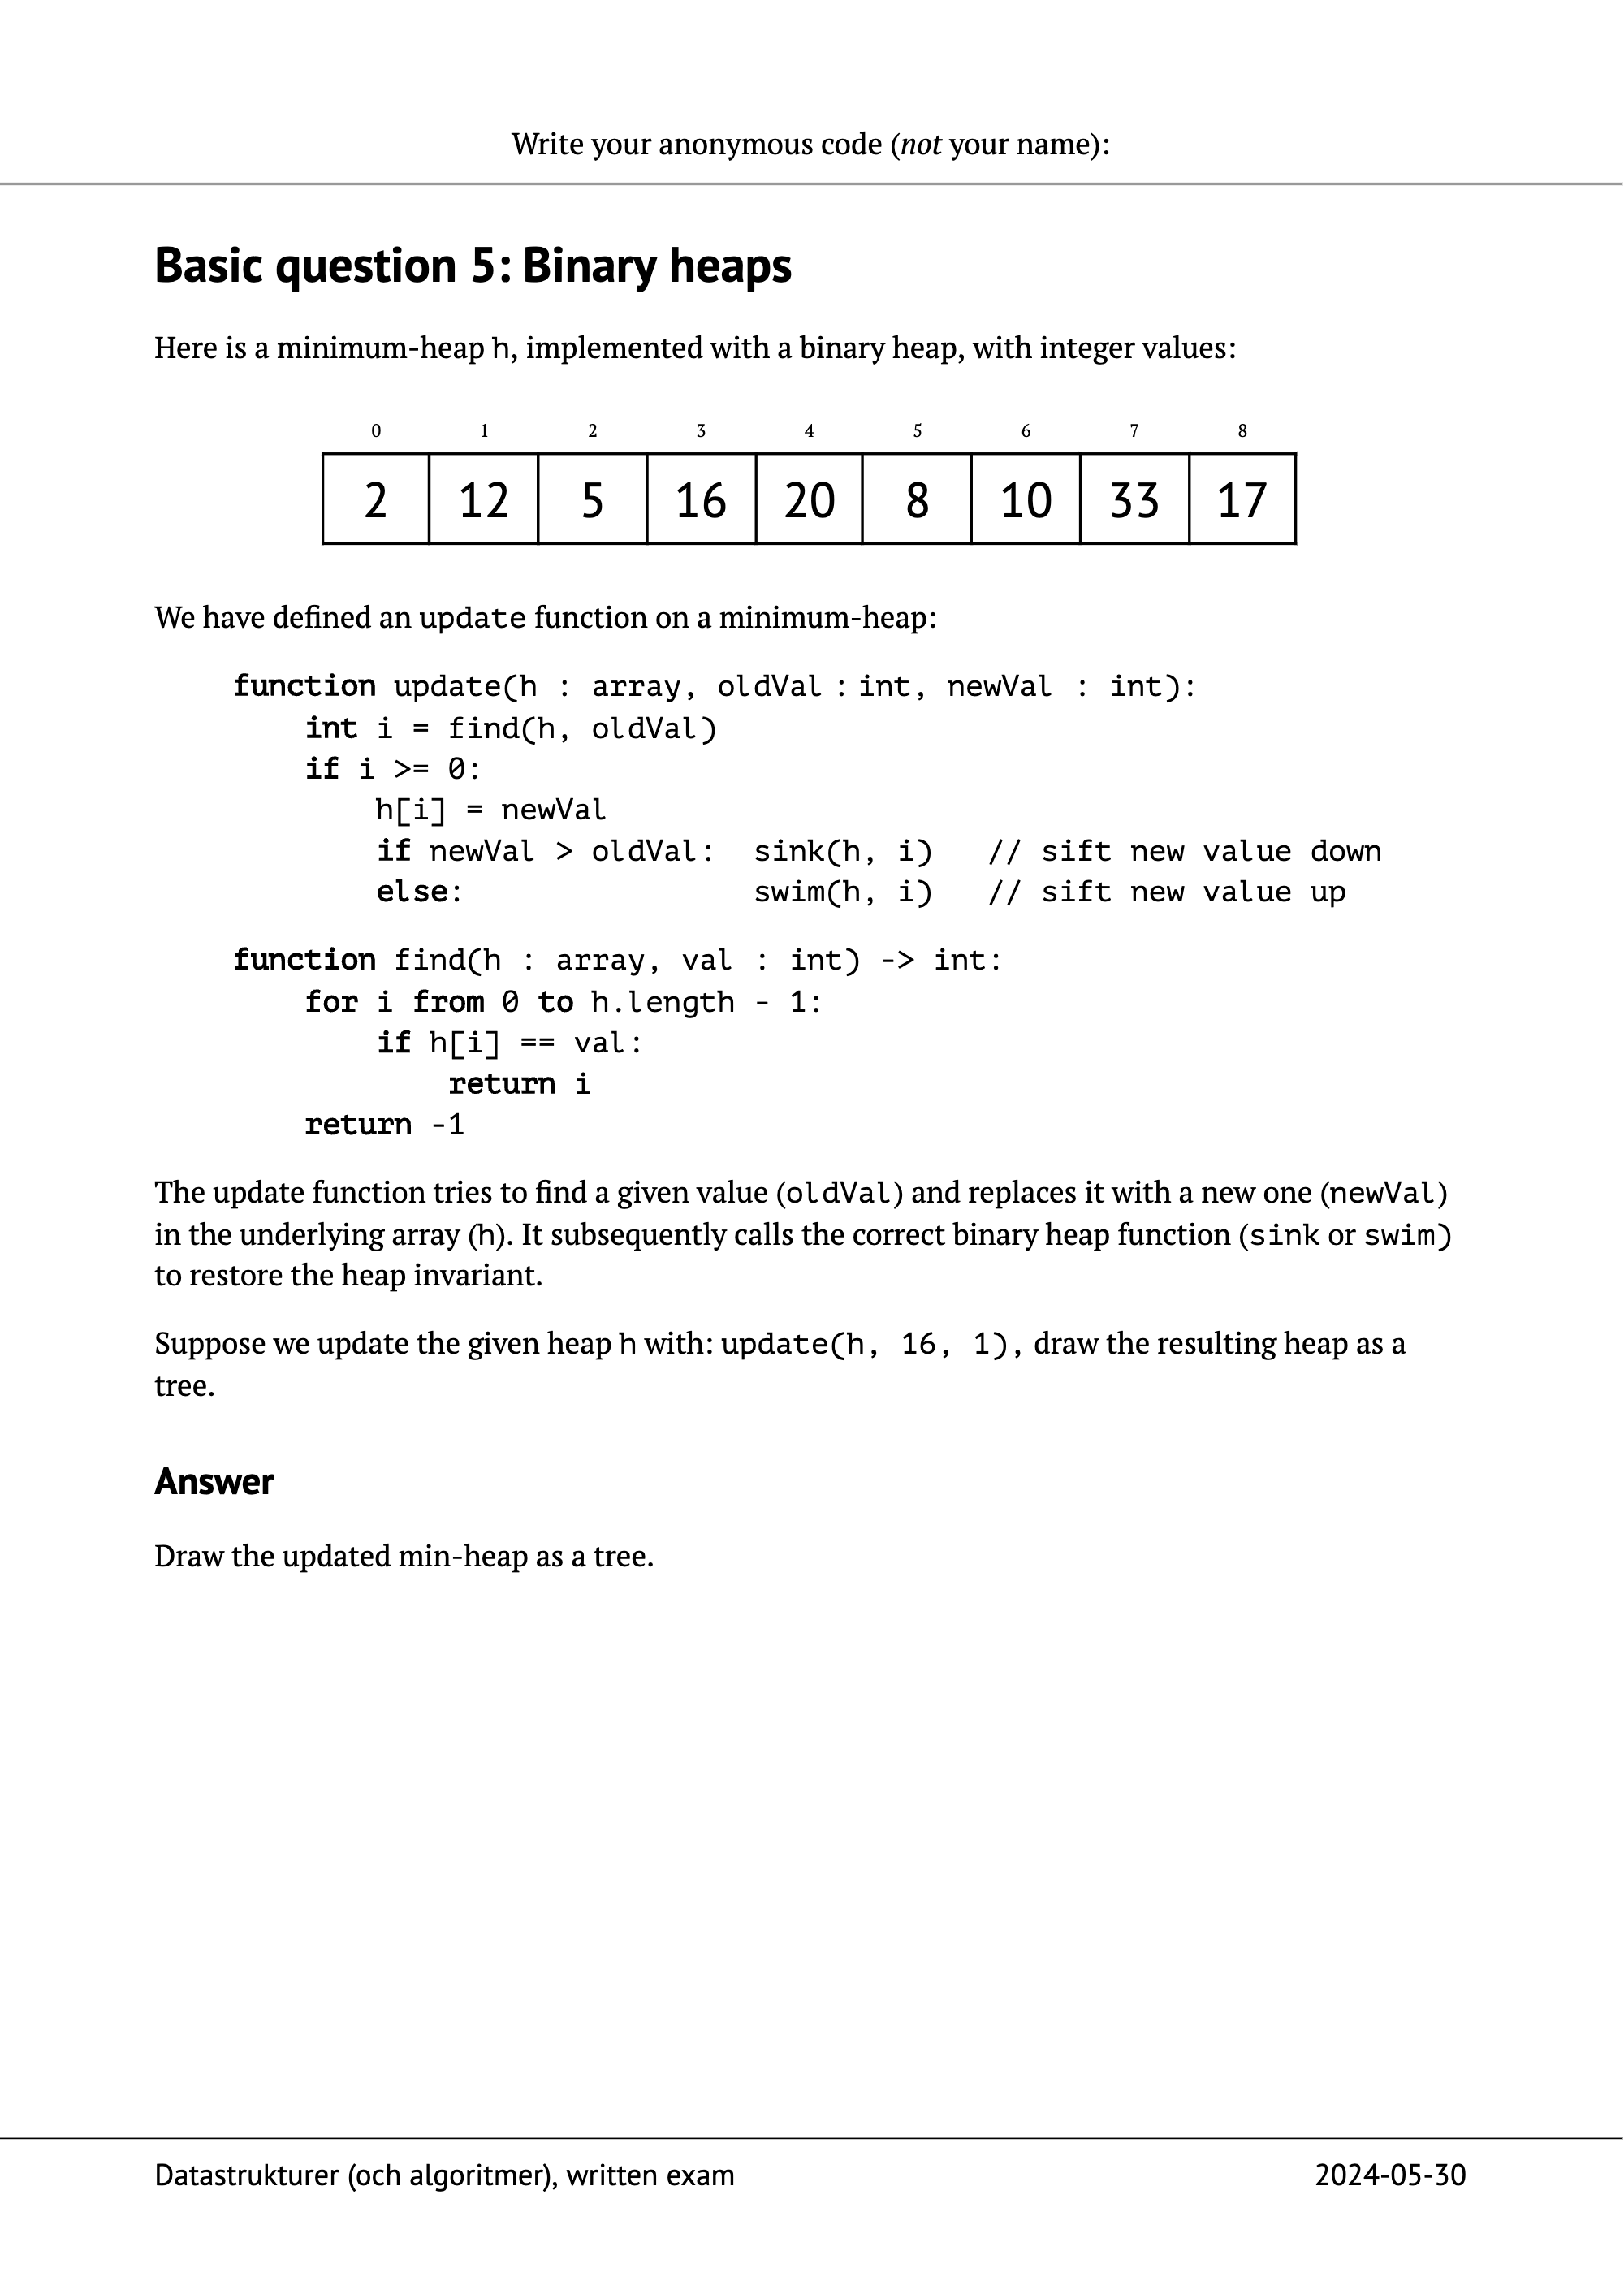 Write your anonymous code (not your name):
Basic question 5: Binary heaps
Here is a minimum-heap h, implemented with a binary heap, with integer values:
0 1 2 3 4 5 6 7 8
2 12 5 16 20 8 10 33 17
We have defined an update function on a minimum-heap:
function update(h : array, oldVal : int, newVal : int):
int i = find(h, oldVal)
if i >= 0:
h[i] = newVal
if newVal > oldVal: sink(h, i) // sift new value down
else: swim(h, i) // sift new value up
function find(h : array, val : int) -> int:
for i from 0 to h.length - 1:
if h[i] == val:
return i
return -1
The update function tries to find a given value (oldVal) and replaces it with a new one (newVal)
in the underlying array (h). It subsequently calls the correct binary heap function (sink or swim)
to restore the heap invariant.
Suppose we update the given heap h with: update(h, 16, 1), draw the resulting heap as a
tree.
Answer
Draw the updated min-heap as a tree.
Datastrukturer (och algoritmer), written exam 2024-05-30